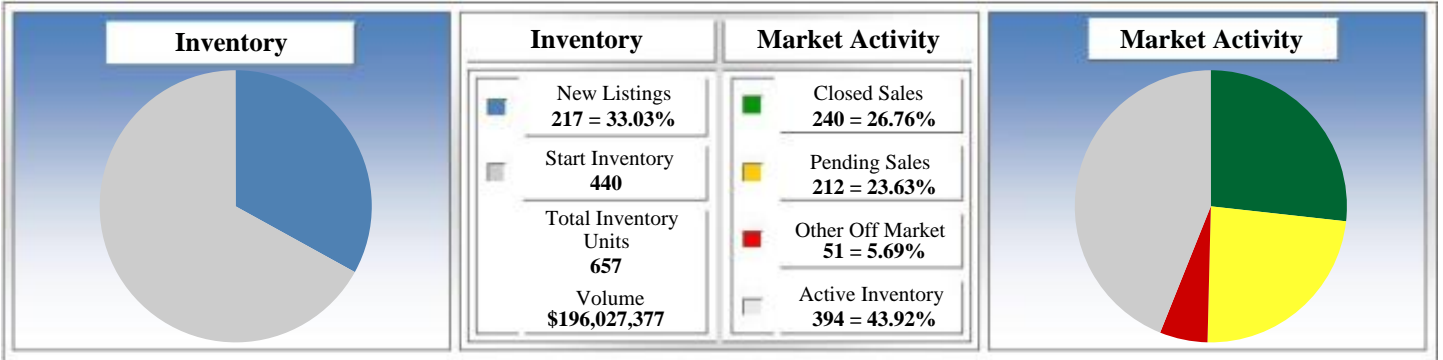 Inventory
Inventory
Market Activity
New Listings
217 = 33.03%
Start Inventory
440
Total Inventory
Units
657
Volume
$196,027,377
Closed Sales
240 = 26.76%
Pending Sales
212 = 23.63%
Other Off Market
51 = 5.69%
Active Inventory
394 = 43.92%
Market Activity